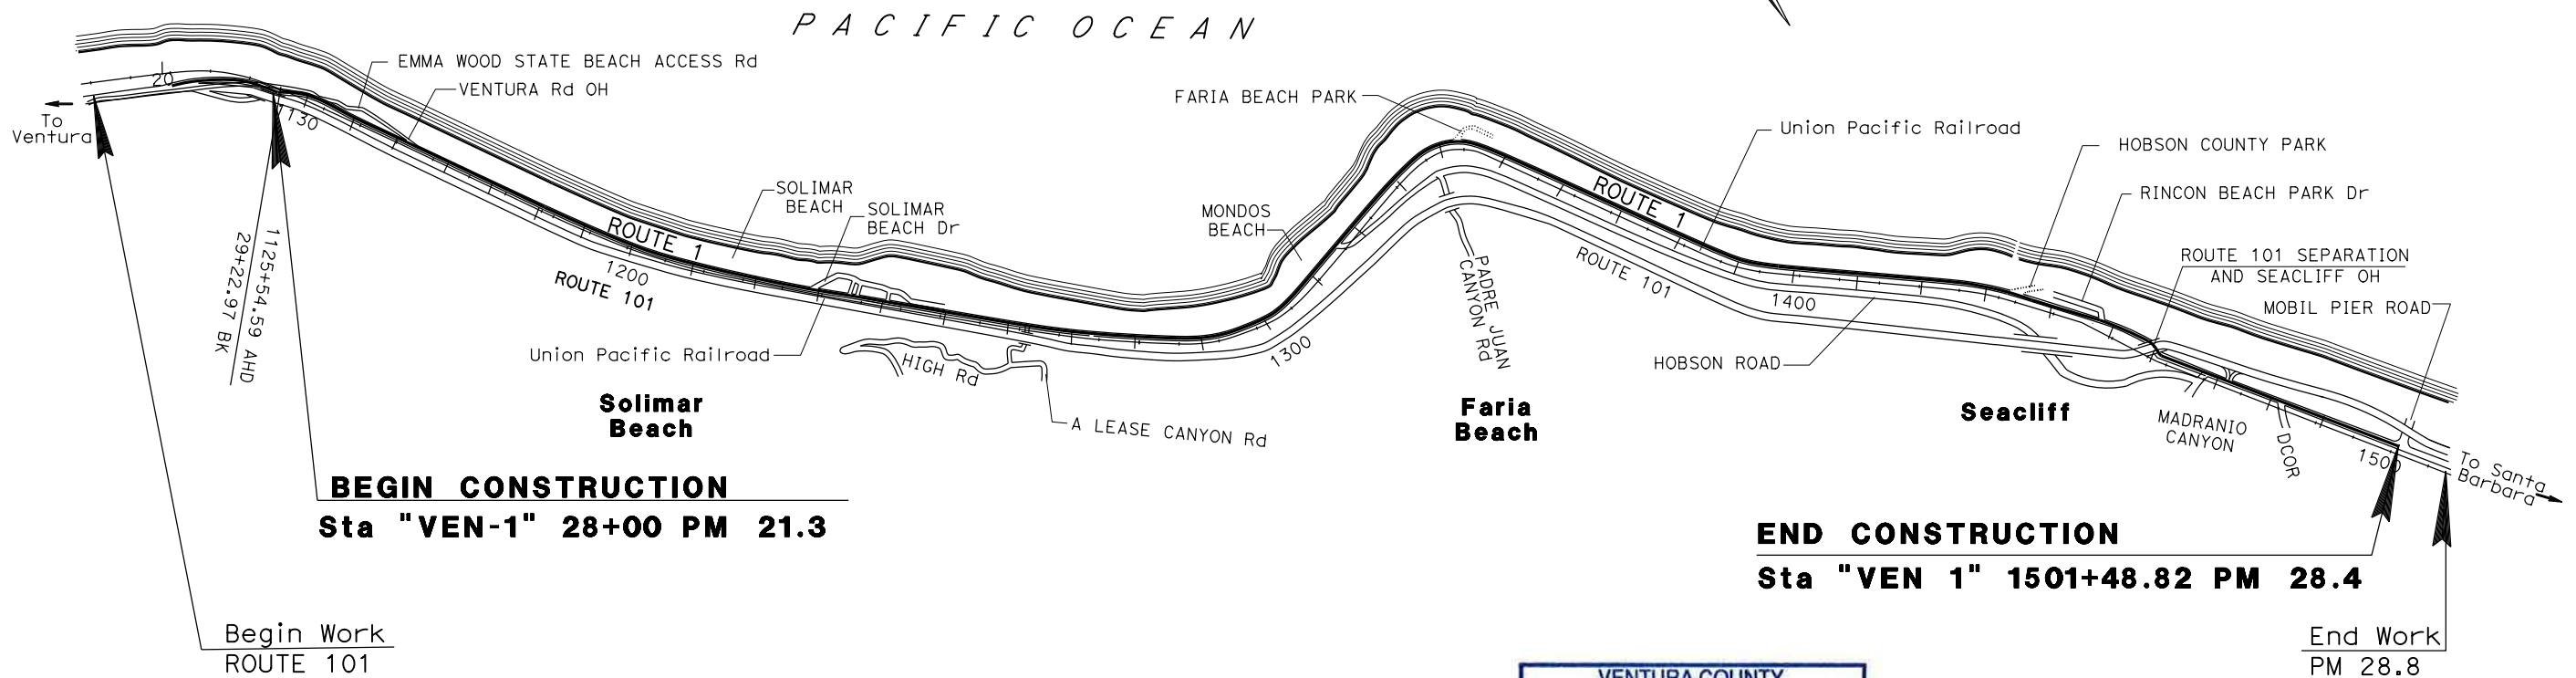 PACIFIC OCEAN
EMMA WOOD STATE BEACH ACCESS Rd
VENTURA Rd OH
20
To
Ventura
1130
1125+54.59 AHD
29+22.97 BK
FARIA BEACH PARK
Union Pacific Railroad
HOBSON COUNTY PARK
RINCON BEACH PARK Dr
ROUTE 101 SEPARATION
AND SEACLIFF OH
MOBIL PIER ROAD
SOLIMAR
BEACH
SOLIMAR
BEACH Dr
MONDOS
BEACH
ROUTE 1
ROUTE 1
1200
ROUTE 101
PADRE JUAN
CANYON Rd
ROUTE 101
1400
Union Pacific Railroad
HIGH Rd
1300
HOBSON ROAD
Solimar
Beach
A LEASE CANYON Rd
Faria
Beach
Seacliff
MADRANIO
CANYON
DCOR
1500
To Santa
Barbara
BEGIN CONSTRUCTION
Sta "VEN-1" 28+00 PM 21.3
END CONSTRUCTION
Sta "VEN 1" 1501+48.82 PM 28.4
Begin Work
ROUTE 101
End Work
PM 28.8
VENTURA COUNTY